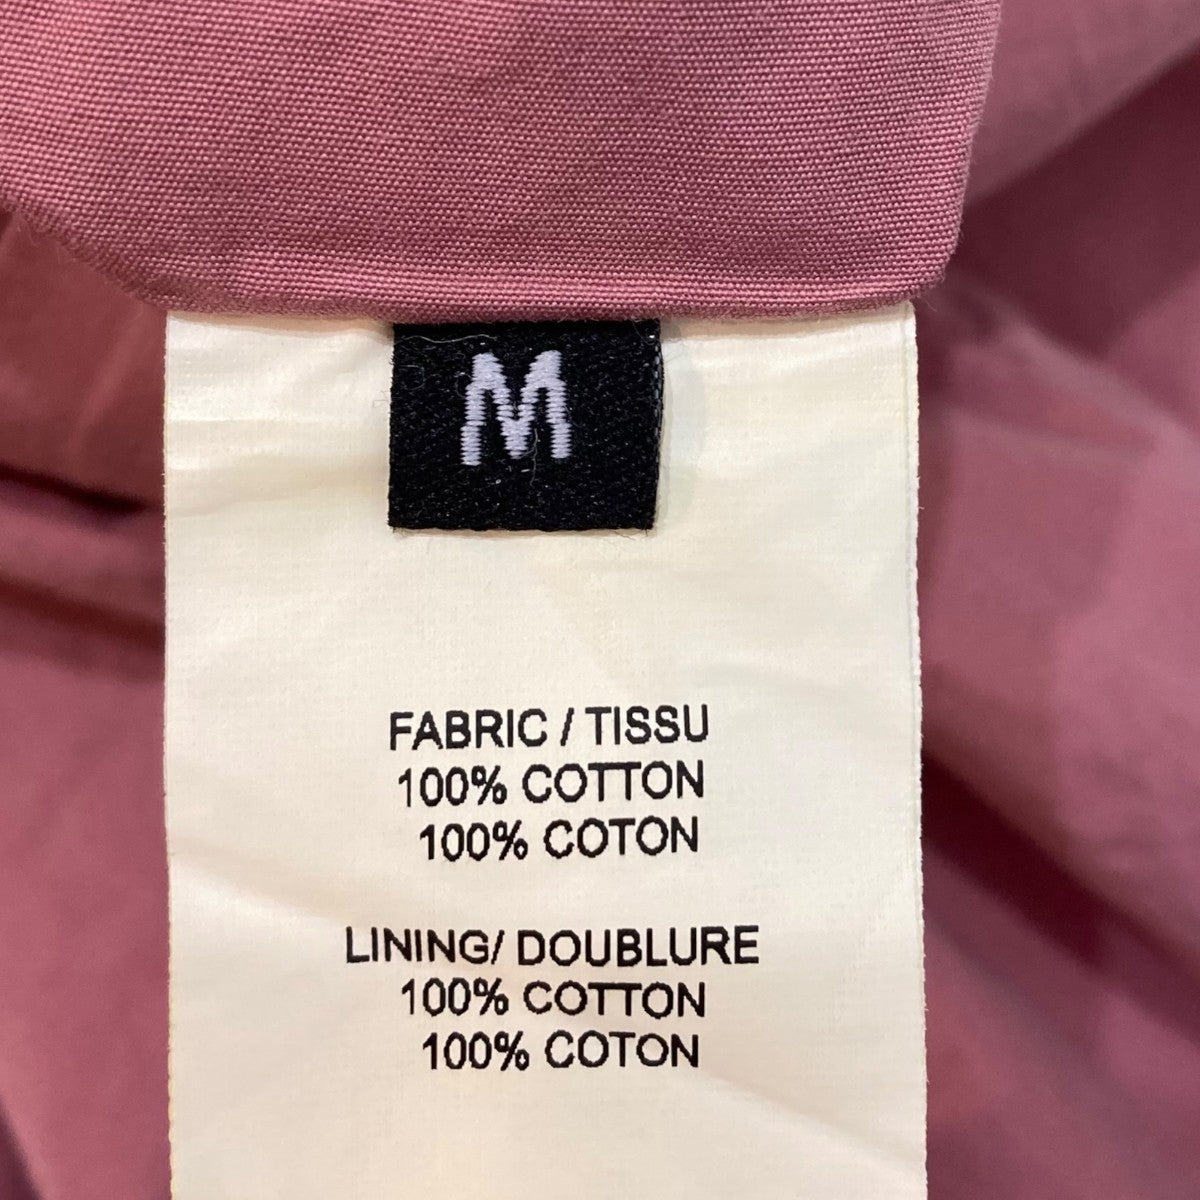 M
FABRIC / TISSU
100% COTTON
100% COTON
LINING/ DOUBLURE
100% COTTON
100% COTON